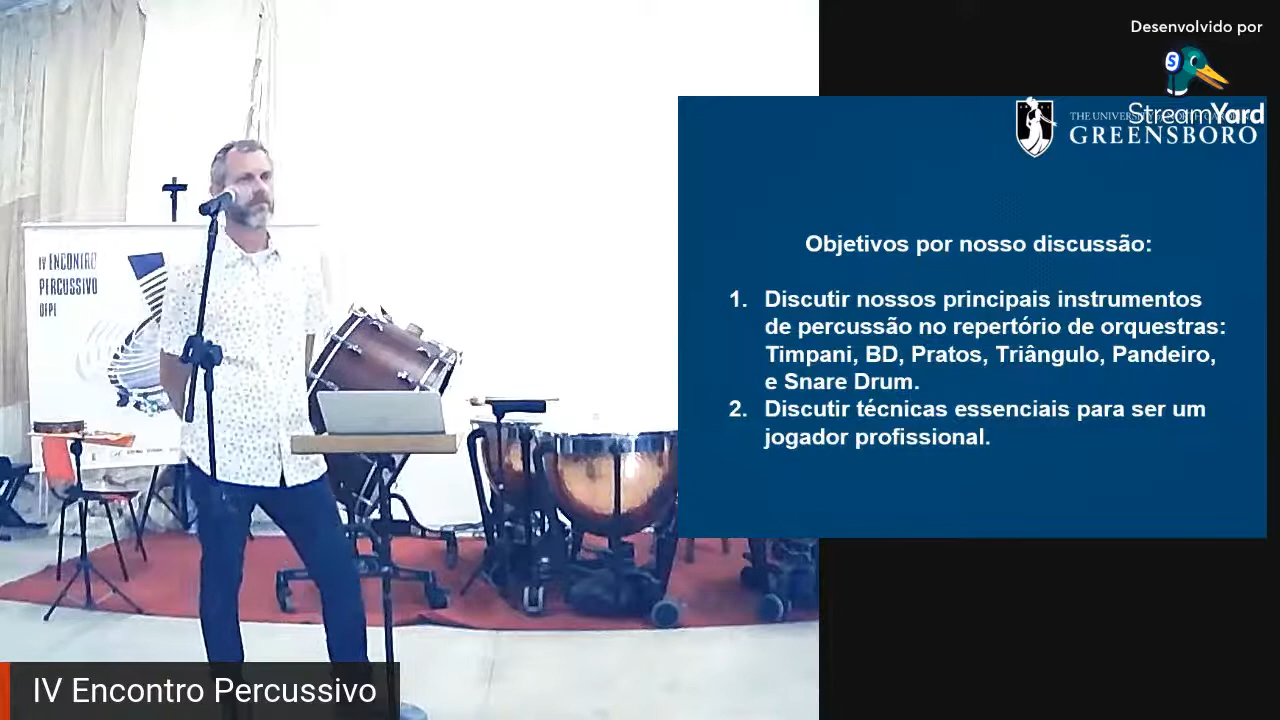 Desenvolvido por
StreamYard
THE UNIVERSITY
GREENSBORO
IV ENCONTRO
PERCUSSIVO
Objetivos por nosso discussão:
1. Discutir nossos principais instrumentos
de percussão no repertório de orquestras:
Timpani, BD, Pratos, Triângulo, Pandeiro,
e Snare Drum.
2. Discutir técnicas essenciais para ser um
jogador profissional.
IV Encontro Percussivo